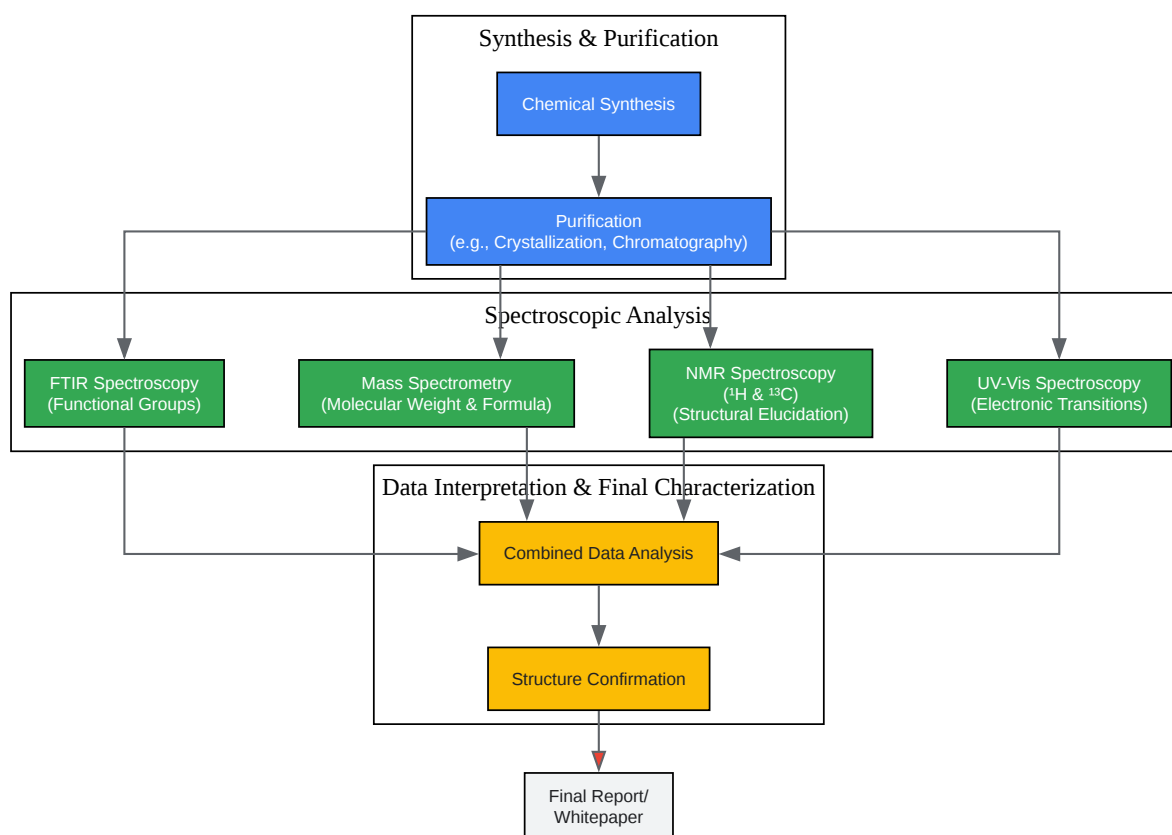 Synthesis & Purification
Chemical Synthesis
Purification
(e.g., Crystallization, Chromatography)
Spectroscopic Analysis
FTIR Spectroscopy
(Functional Groups)
Mass Spectrometry
(Molecular Weight & Formula)
NMR Spectroscopy
(¹H & ¹³C)
(Structural Elucidation)
UV-Vis Spectroscopy
(Electronic Transitions)
Data Interpretation & Final Characterization
Combined Data Analysis
Structure Confirmation
Final Report/
Whitepaper